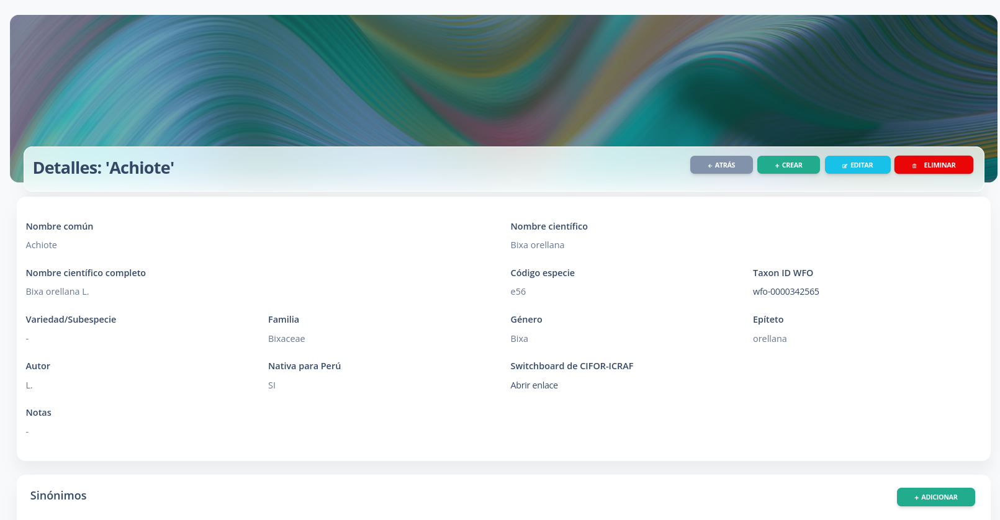 Detalles: 'Achiote'
ATRÁS
CREAR
EDITAR
ELIMINAR
Nombre común
Nombre científico
Achiote
Bixa orellana
Nombre científico completo
Código especie
Taxon ID WFO
Bixa orellana L.
e56
wfo-0000342565
Variedad/Subespecie
Familia
Género
Epíteto
-
Bixaceae
Bixa
orellana
Autor
Nativa para Perú
Switchboard de CIFOR-ICRAF
L.
SI
Abrir enlace
Notas
-
Sinónimos
+ ADICIONAR